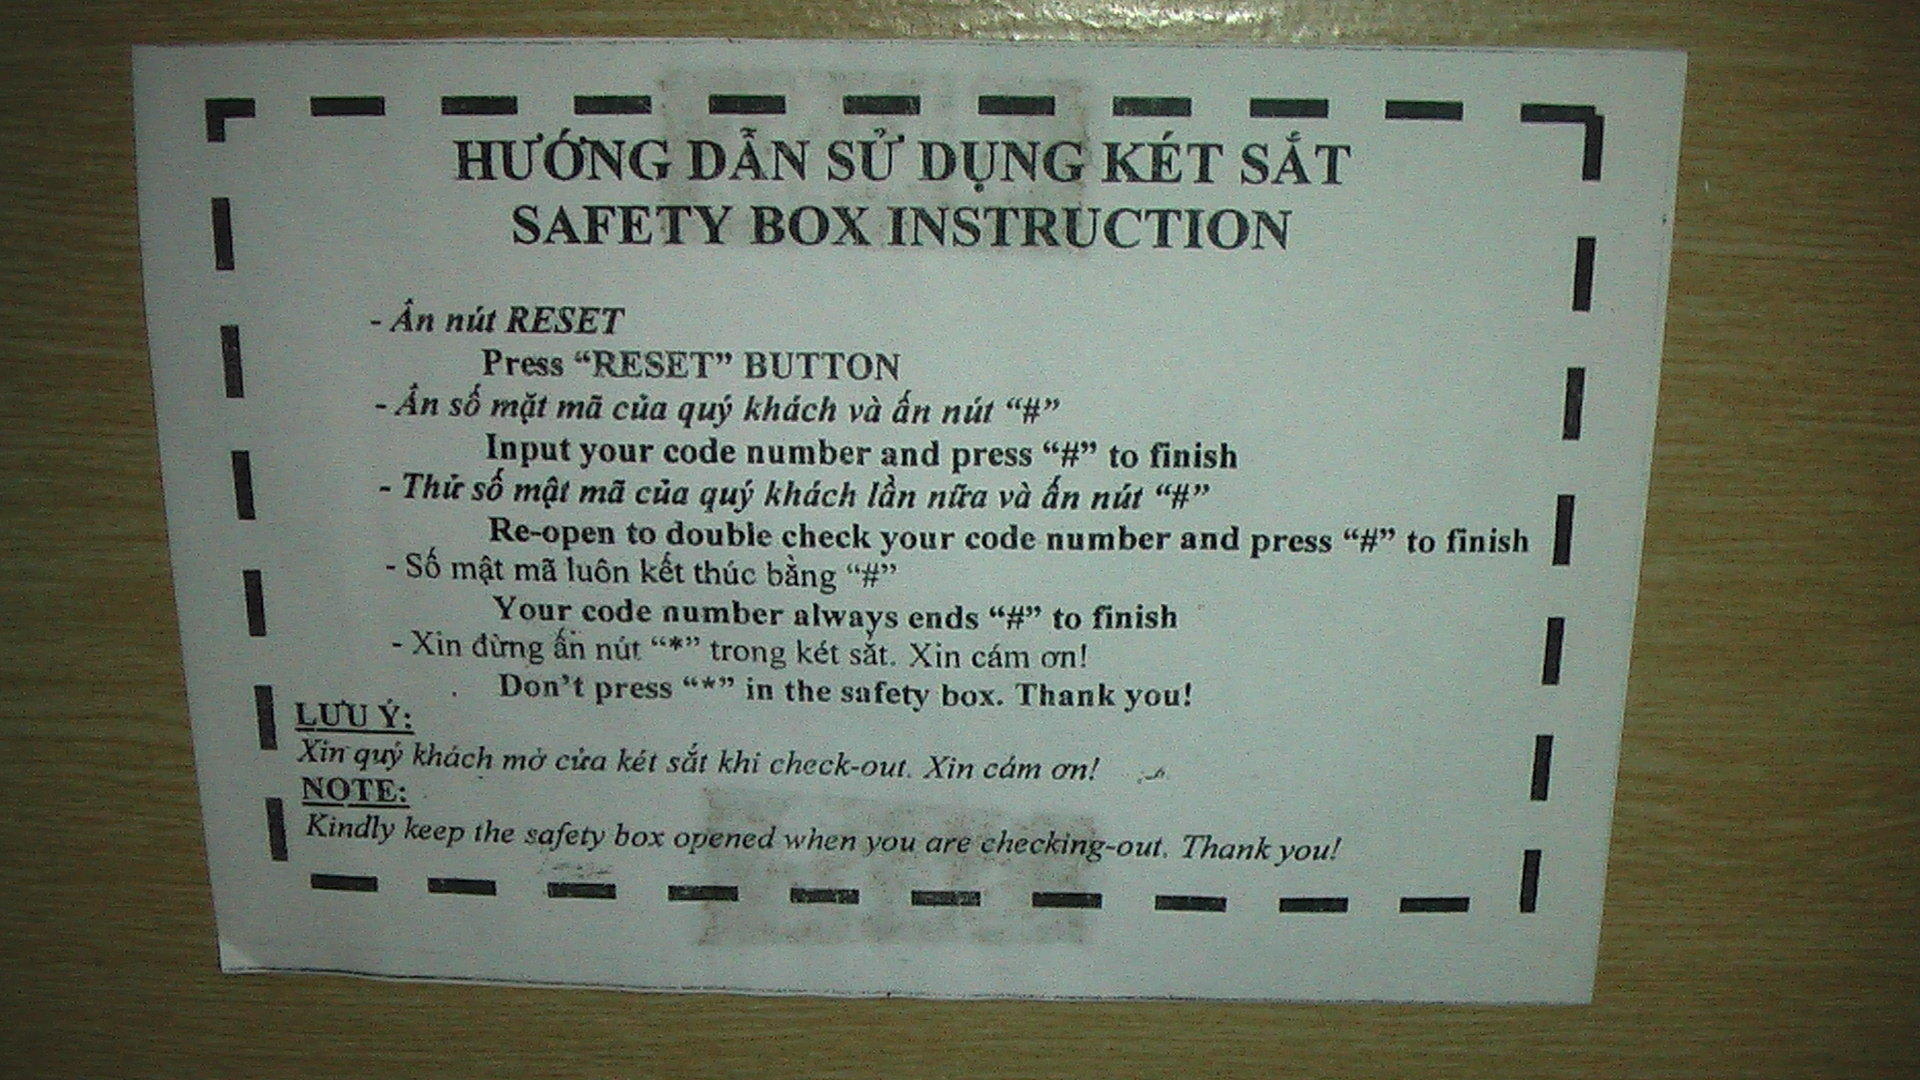 HƯỚNG DẪN SỬ DỤNG KÉT SẮT
SAFETY BOX INSTRUCTION
- Ấn nút RESET
Press “RESET” BUTTON
- Ấn số mặt mã của quý khách và ấn nút “#”
Input your code number and press “#” to finish
- Thử số mật mã của quý khách lần nữa và ấn nút “#”
Re-open to double check your code number and press “#” to finish
- Số mật mã luôn kết thúc bằng “#”
Your code number always ends “#” to finish
- Xin đừng ấn nút “*” trong két sắt. Xin cám ơn!
Don’t press “*” in the safety box. Thank you!
LƯU Ý:
Xin quý khách mở cửa két sắt khi check-out. Xin cám ơn!
NOTE:
Kindly keep the safety box opened when you are checking-out. Thank you!